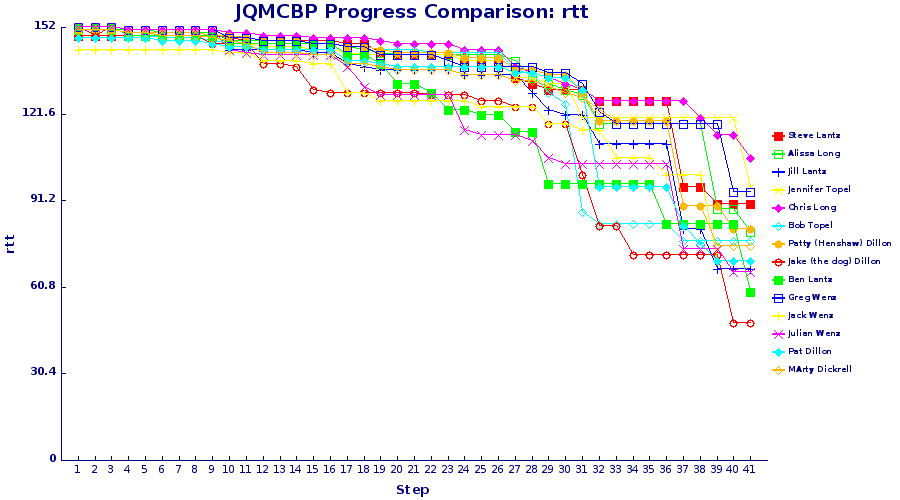 JQMCBP Progress Comparison: rtt
152
121.6
91.2
60.8
30.4
0
rtt
1 2 3 4 5 6 7 8 9 10 11 12 13 14 15 16 17 18 19 20 21 22 23 24 25 26 27 28 29 30 31 32 33 34 35 36 37 38 39 40 41
Step
Steve Lantz
Alissa Long
Jill Lantz
Jennifer Topel
Chris Long
Bob Topel
Patty (Henshaw) Dillon
Jake (the dog) Dillon
Ben Lantz
Greg Wenz
Jack Wenz
Julian Wenz
Pat Dillon
MArty Dickrell